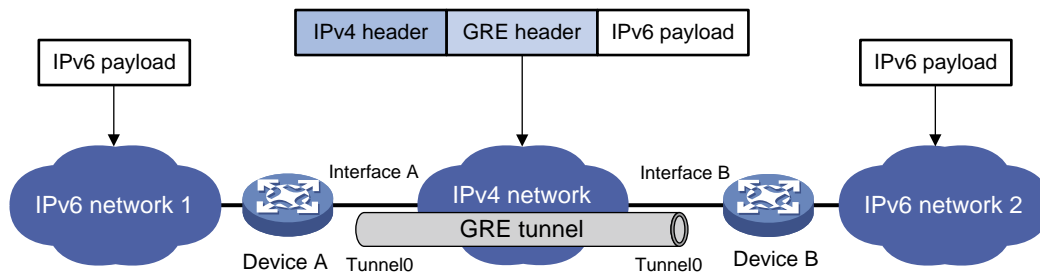 IPv4 header GRE header IPv6 payload
IPv6 payload
IPv6 payload
Interface A
Interface B
IPv6 network 1
IPv4 network
IPv6 network 2
GRE tunnel
Device A
Tunnel0
Tunnel0
Device B